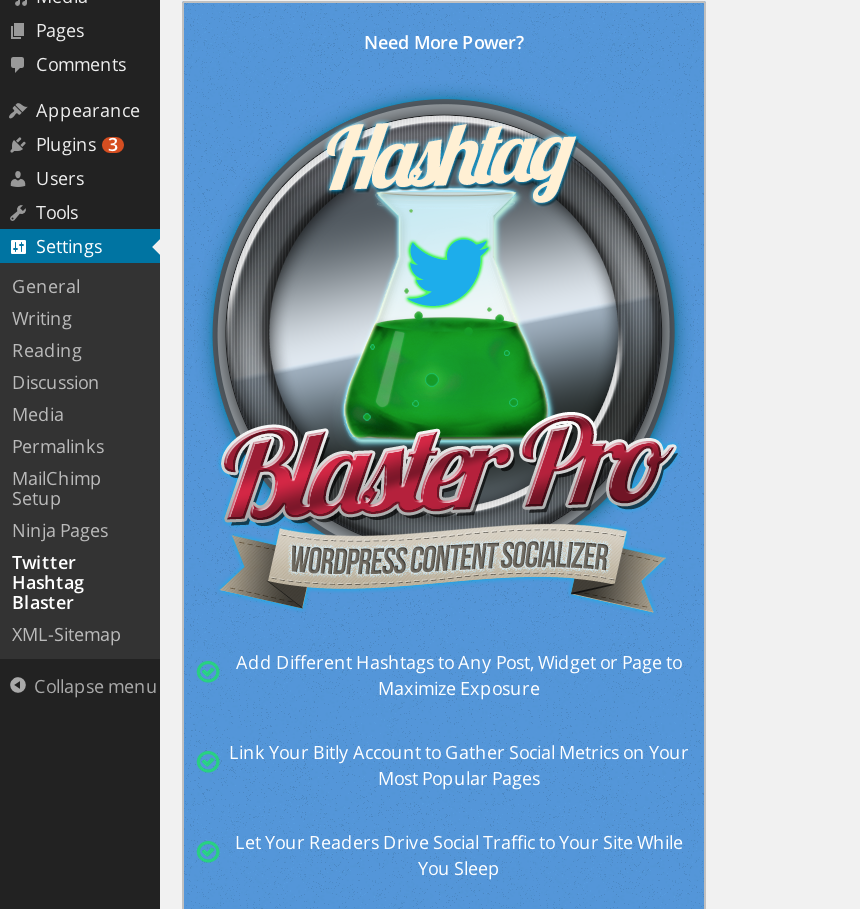 Media
Pages
Comments
Appearance
Plugins 3
Users
Tools
Settings
General
Writing
Reading
Discussion
Media
Permalinks
MailChimp
Setup
Ninja Pages
Twitter
Hashtag
Blaster
XML-Sitemap
Collapse menu
Need More Power?
Hashtag
Blaster Pro
WORDPRESS CONTENT SOCIALIZER
Add Different Hashtags to Any Post, Widget or Page to
Maximize Exposure
Link Your Bitly Account to Gather Social Metrics on Your
Most Popular Pages
Let Your Readers Drive Social Traffic to Your Site While
You Sleep